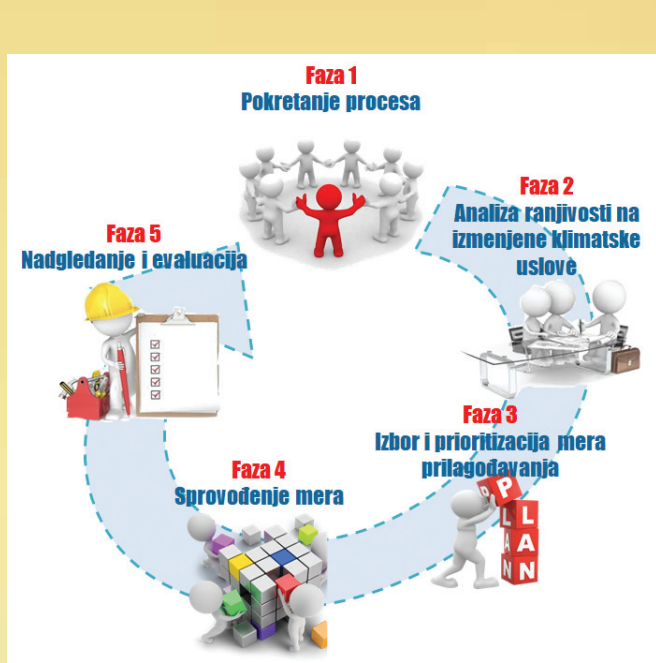 Faza 1
Pokretanje procesa
Faza 2
Analiza ranjivosti na
izmenjene klimatske
uslove
Faza 3
Izbor i prioritizacija mera
prilagođavanja
P P
L L
A A
N N
Faza 4
Sprovođenje mera
Faza 5
Nadgledanje i evaluacija